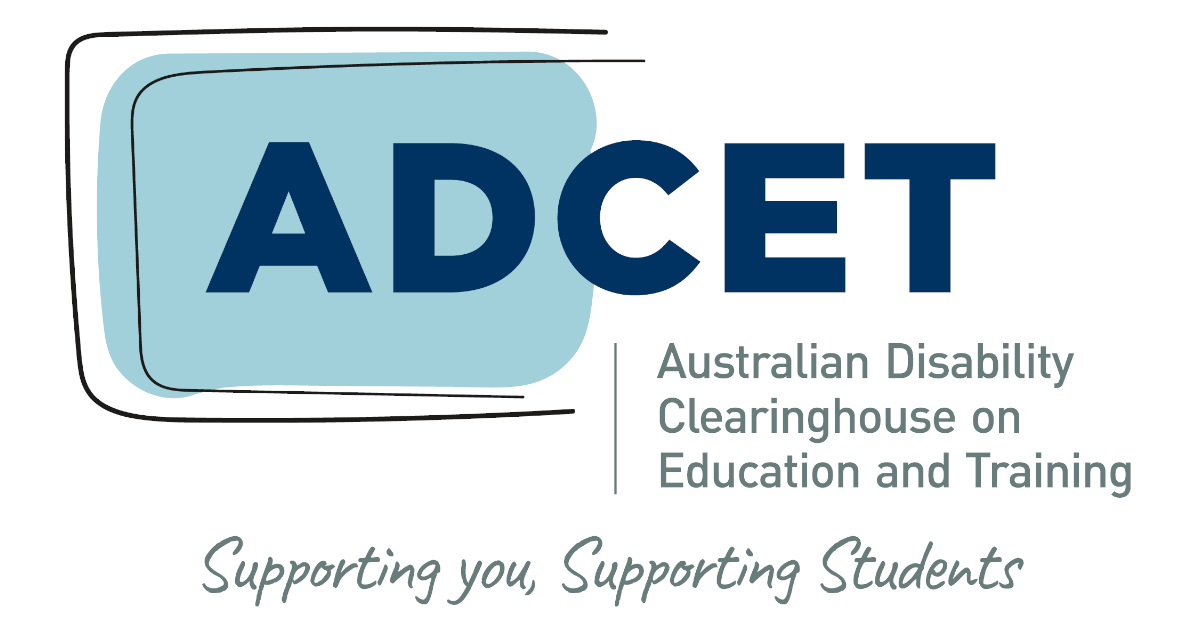 ADCET
Australian Disability
Clearinghouse on
Education and Training
Supporting you, Supporting Students